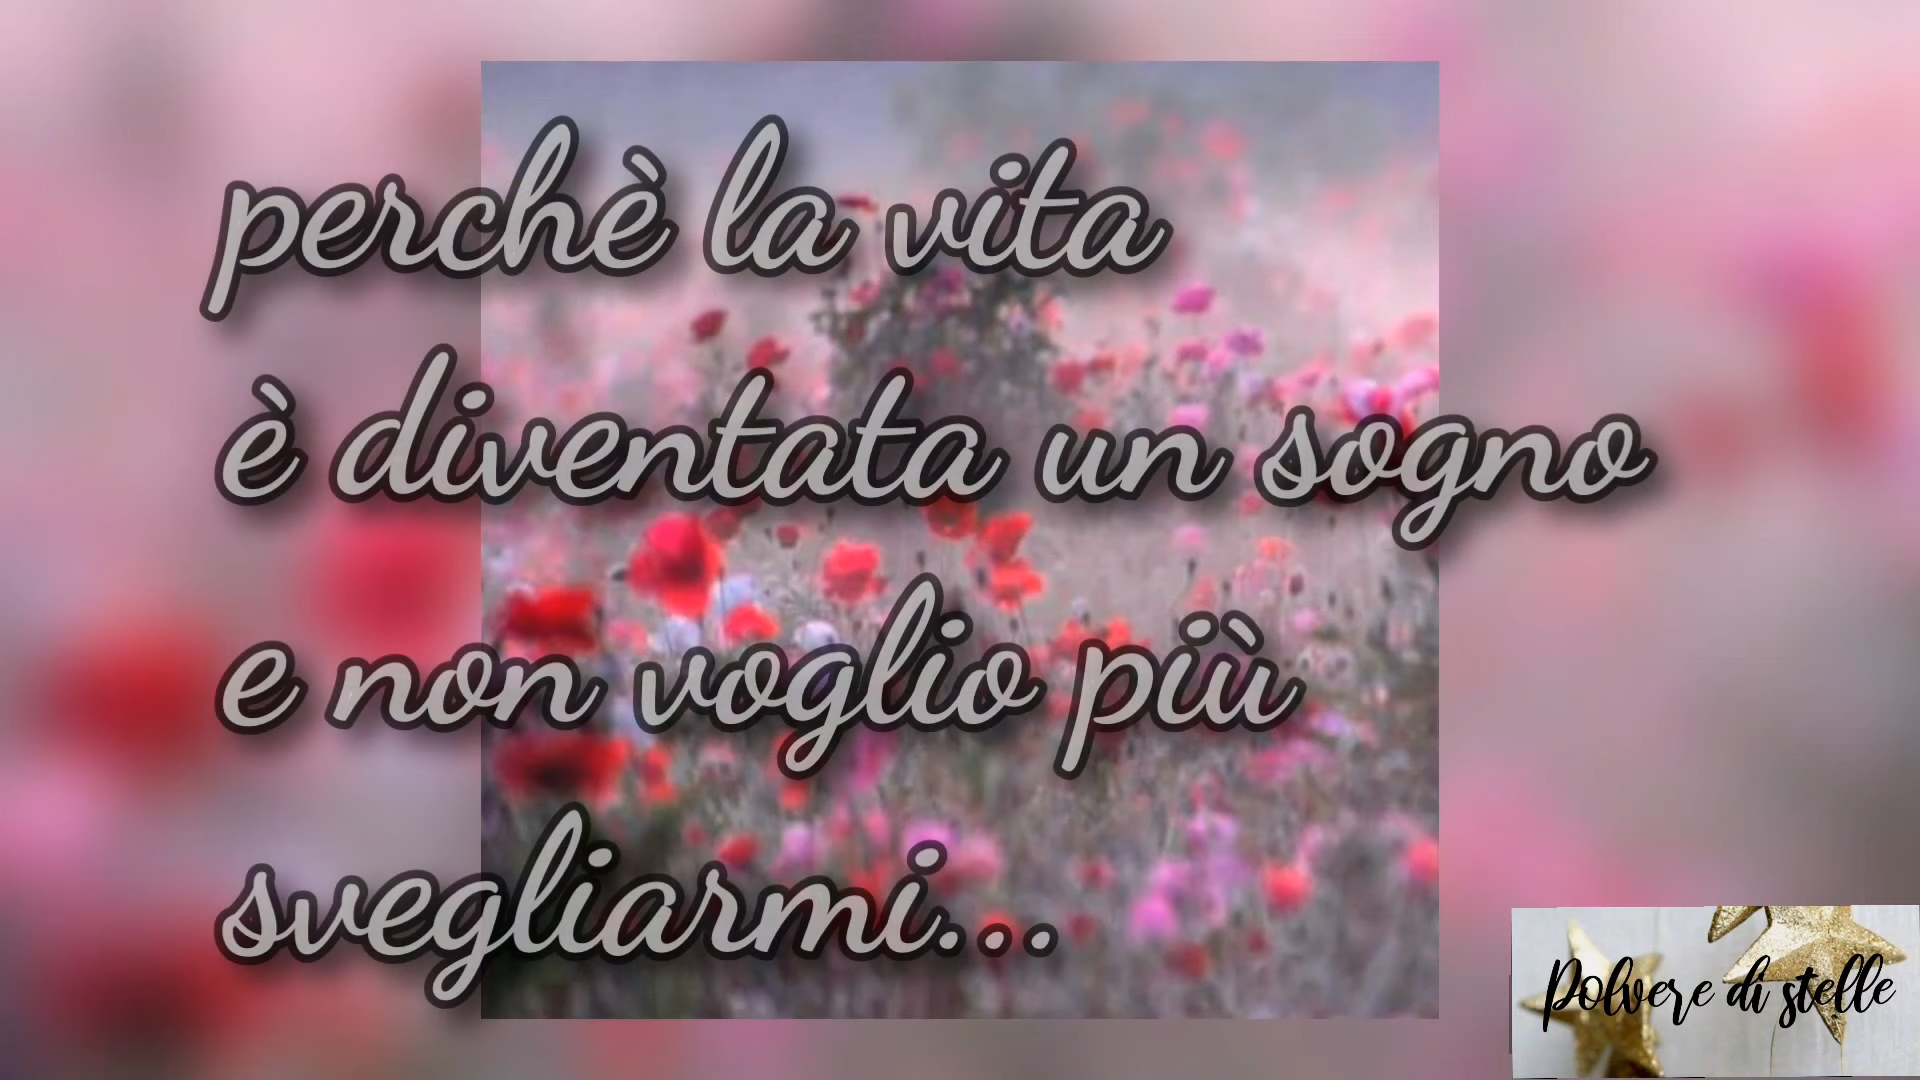 perchè la vita
è diventata un sogno
e non voglio più
svegliarmi...
Polvere di stelle